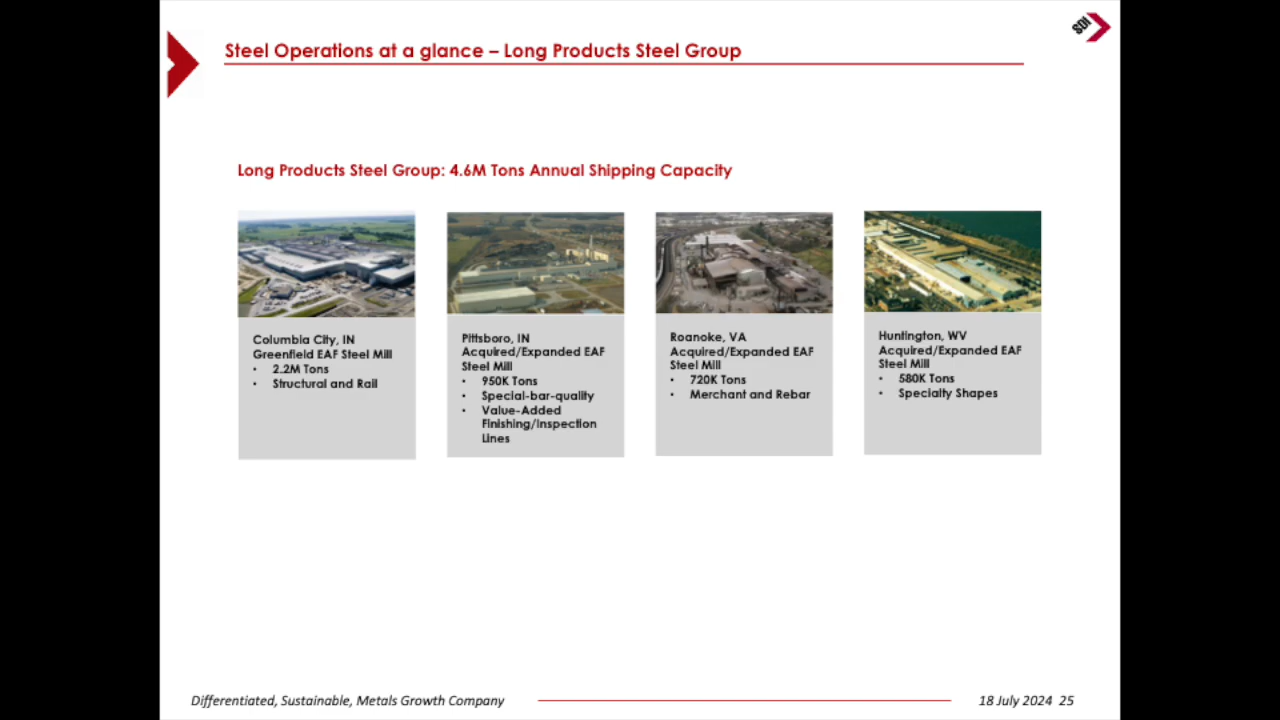 SDI
Steel Operations at a glance – Long Products Steel Group
Long Products Steel Group: 4.6M Tons Annual Shipping Capacity
Columbia City, IN
Greenfield EAF Steel Mill
• 2.2M Tons
• Structural and Rail
Pittsboro, IN
Acquired/Expanded EAF
Steel Mill
• 950K Tons
• Special-bar-quality
• Value-Added
Finishing/Inspection
Lines
Roanoke, VA
Acquired/Expanded EAF
Steel Mill
• 720K Tons
• Merchant and Rebar
Huntington, WV
Acquired/Expanded EAF
Steel Mill
• 580K Tons
• Specialty Shapes
Differentiated, Sustainable, Metals Growth Company
18 July 2024 25